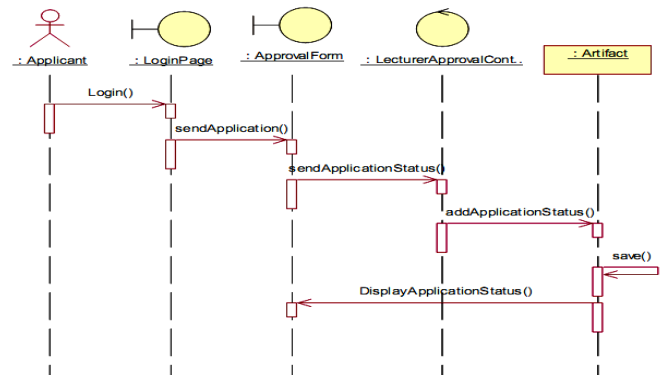 : Applicant
: LoginPage
: ApprovalForm
: LecturerApprovalCont..
: Artifact
Login()
sendApplication()
sendApplicationStatus()
addApplicationStatus()
save()
DisplayApplicationStatus()